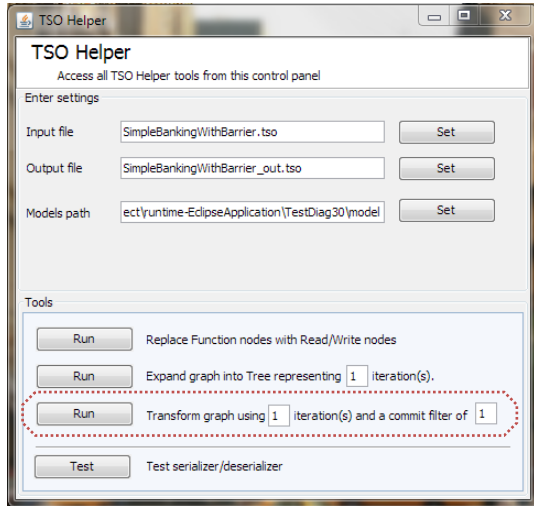 TSO Helper
TSO Helper
Access all TSO Helper tools from this control panel
Enter settings
Input file SimpleBankingWithBarrier.tso Set
Output file SimpleBankingWithBarrier_out.tso Set
Models path ect\runtime-EclipseApplication\TestDiag30\model Set
Tools
Run Replace Function nodes with Read/Write nodes
Run Expand graph into Tree representing 1 iteration(s).
Run Transform graph using 1 iteration(s) and a commit filter of 1
Test Test serializer/deserializer